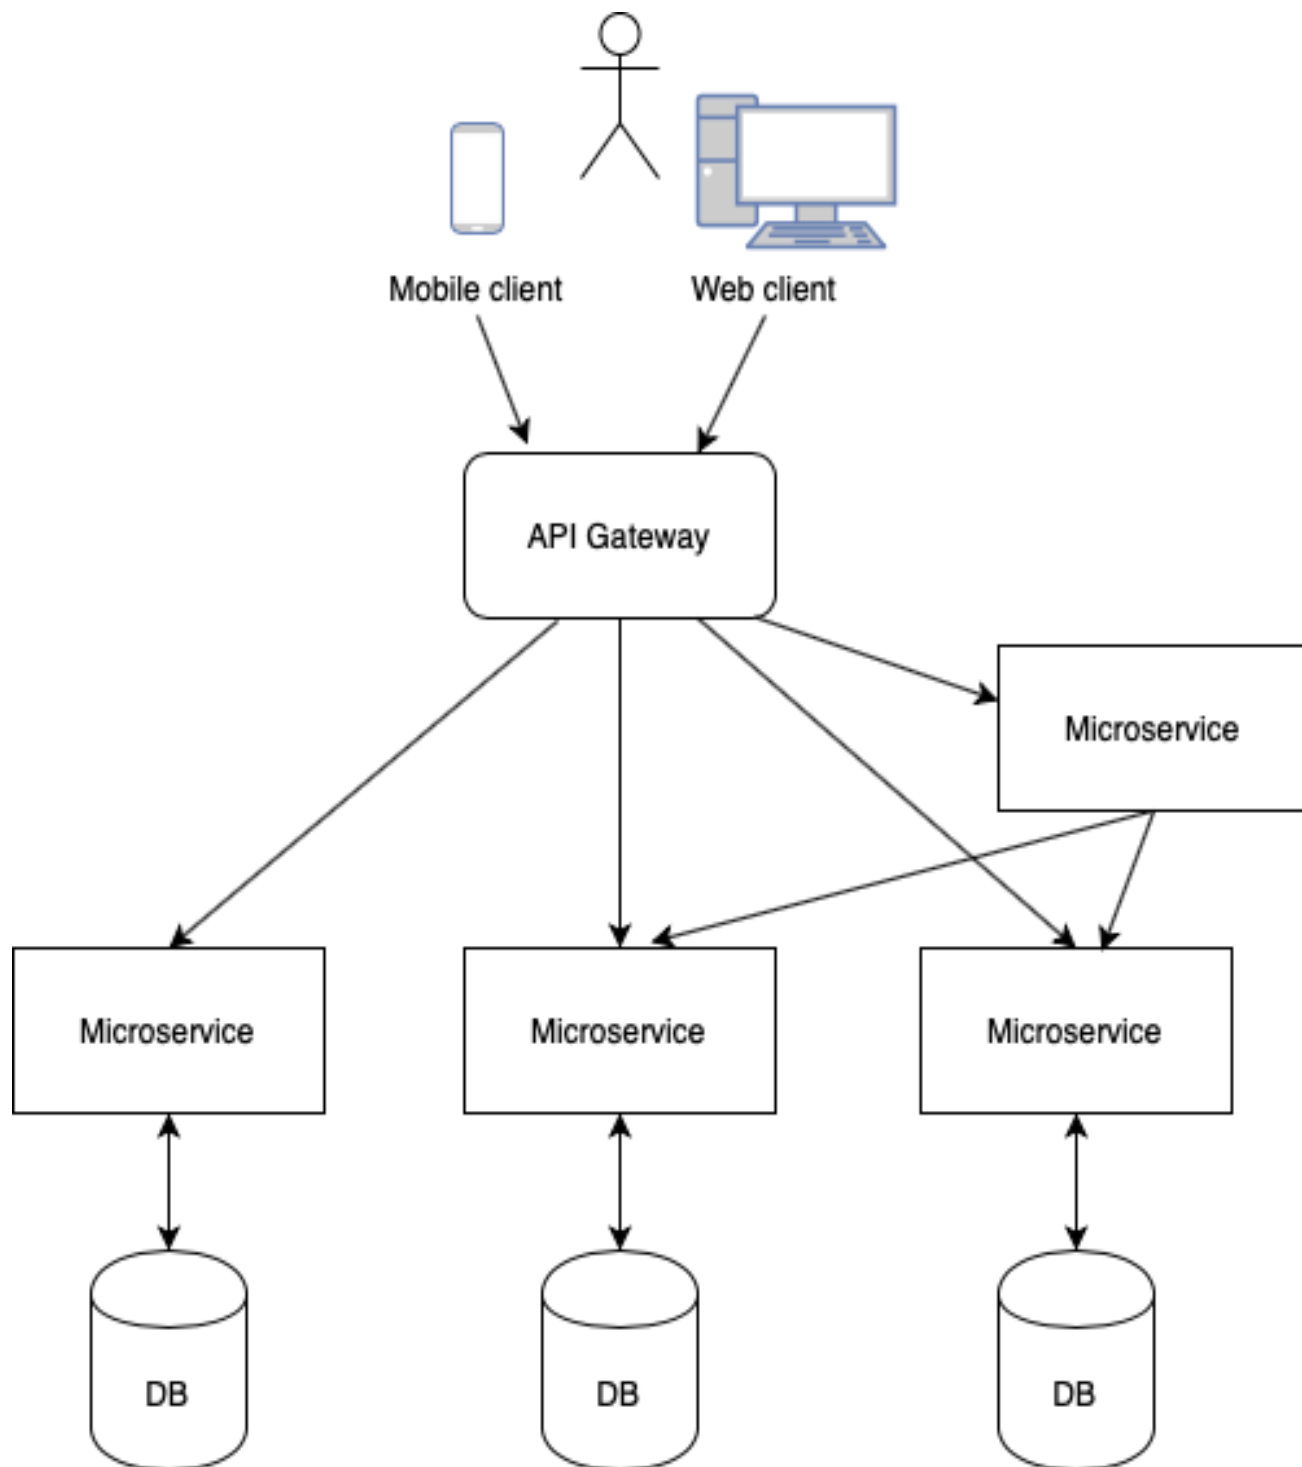 Mobile client
Web client
API Gateway
Microservice
Microservice
Microservice
Microservice
DB
DB
DB